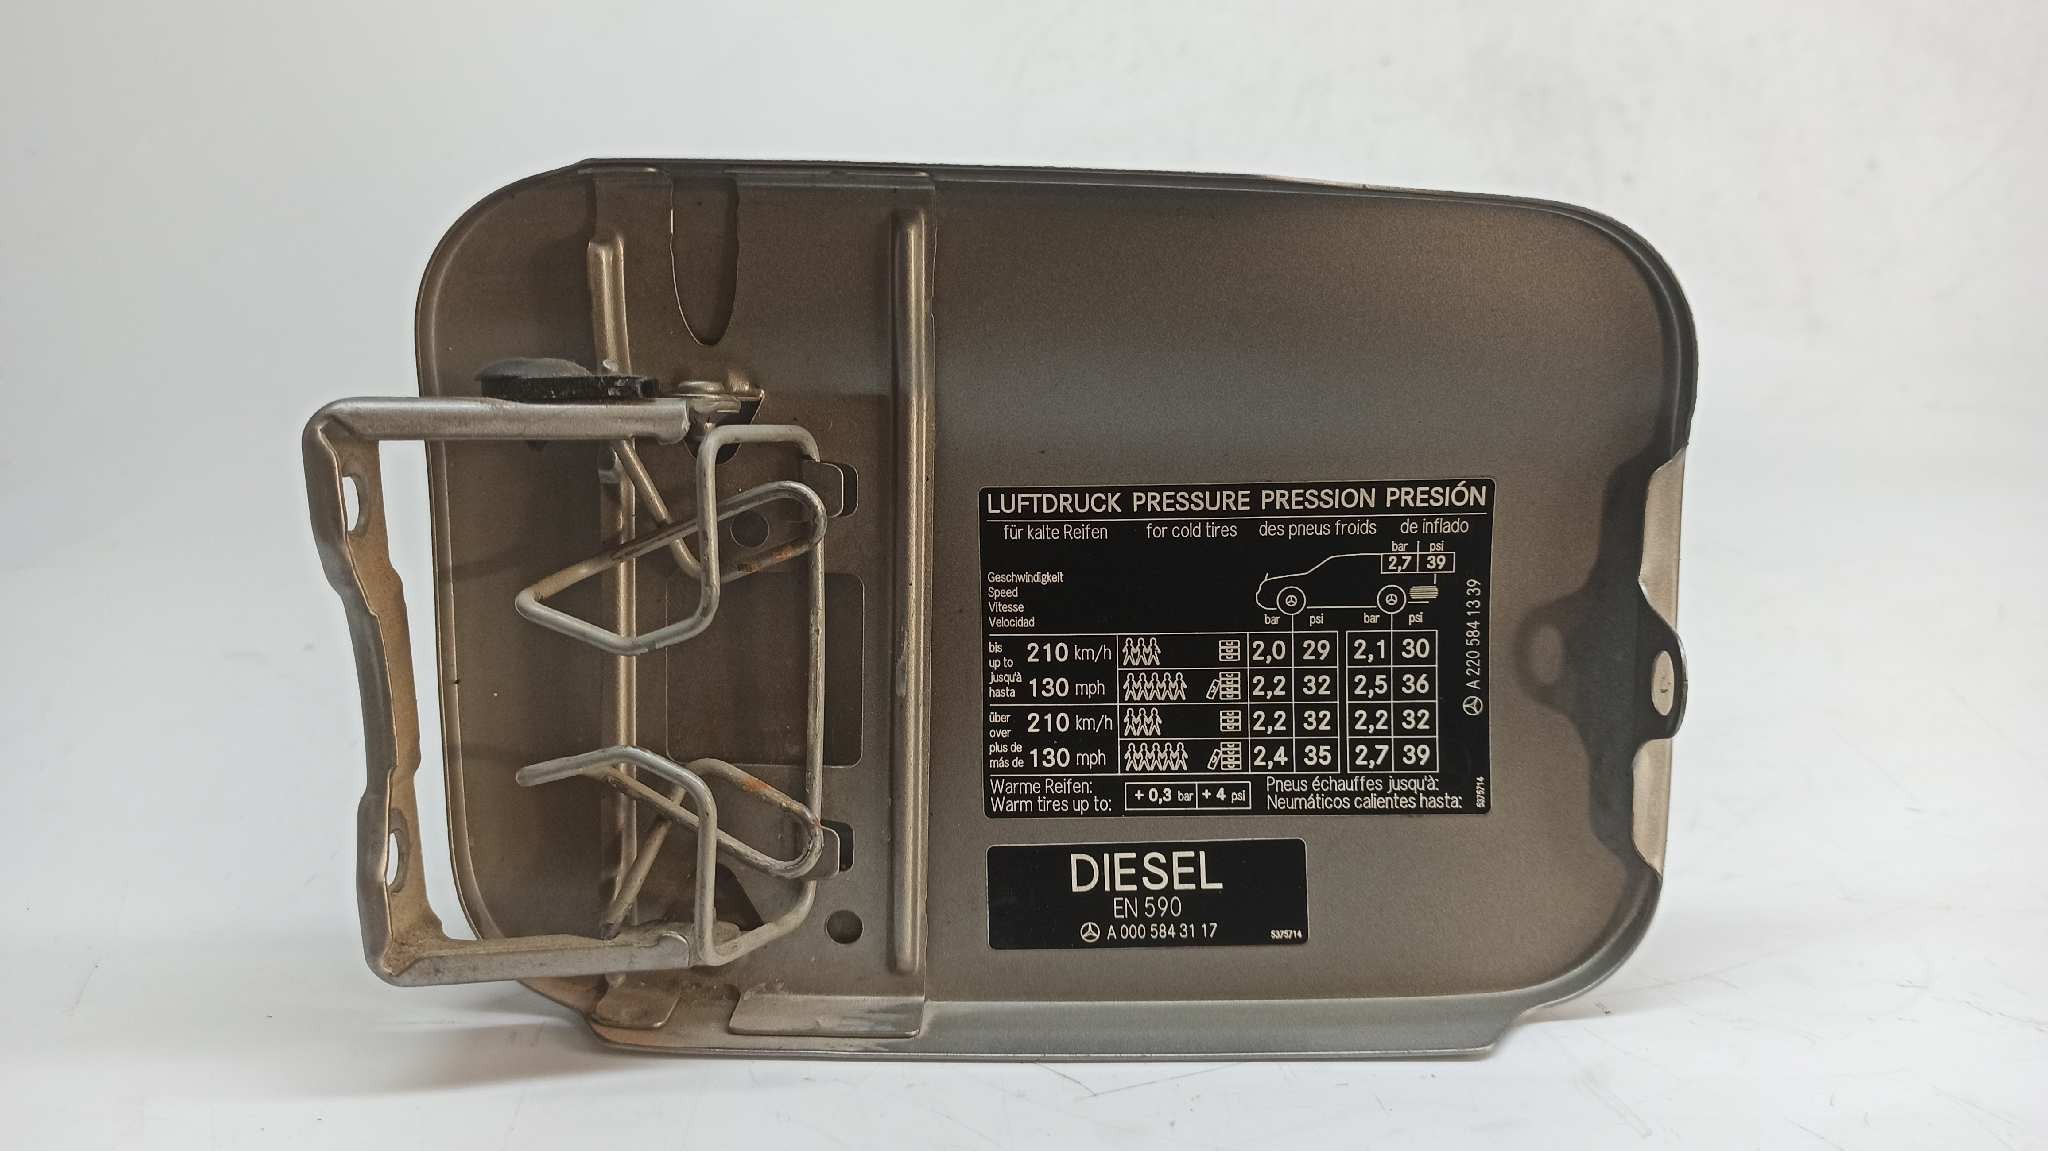 LUFTDRUCK PRESSURE PRESSION PRESIÓN
für kalte Reifen for cold tires des pneus froids de inflado
bar psi
2,7 39
Geschwindigkeit
Speed
Vitesse
Velocidad
bar psi bar psi
bis
up to 210 km/h 2,0 29 2,1 30
jusqu'à
hasta 130 mph 2,2 32 2,5 36
über
over 210 km/h 2,2 32 2,2 32
plus de
más de 130 mph 2,4 35 2,7 39
Warme Reifen: Pneus échauffes jusqu'à:
Warm tires up to: + 0,3 bar + 4 psi Neumáticos calientes hasta:
A 220 584 13 39
5375714
DIESEL
EN 590
A 000 584 31 17 5375714